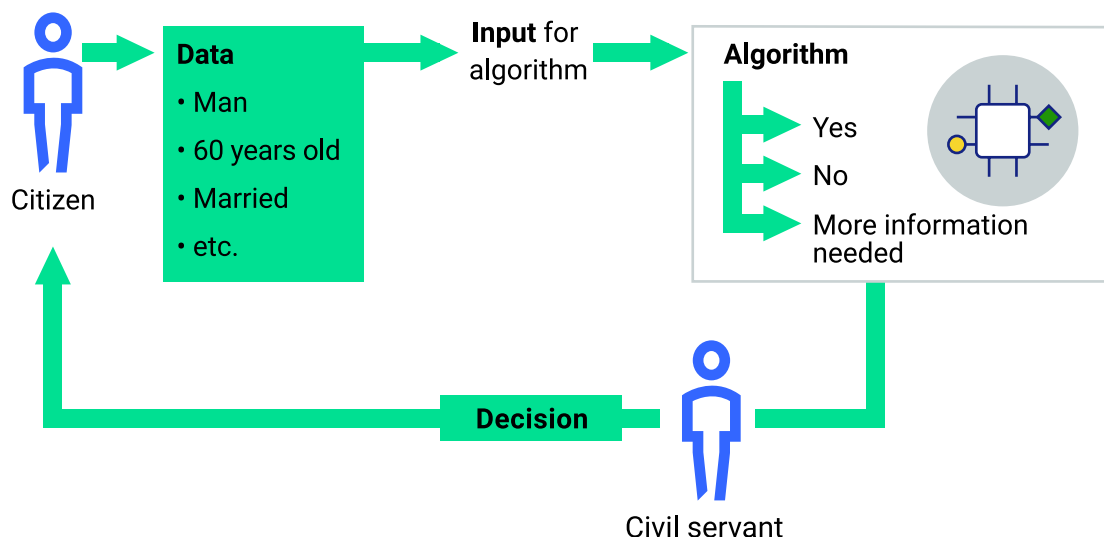 Citizen
Data
• Man
• 60 years old
• Married
• etc.
Input for
algorithm
Algorithm
Yes
No
More information
needed
Decision
Civil servant